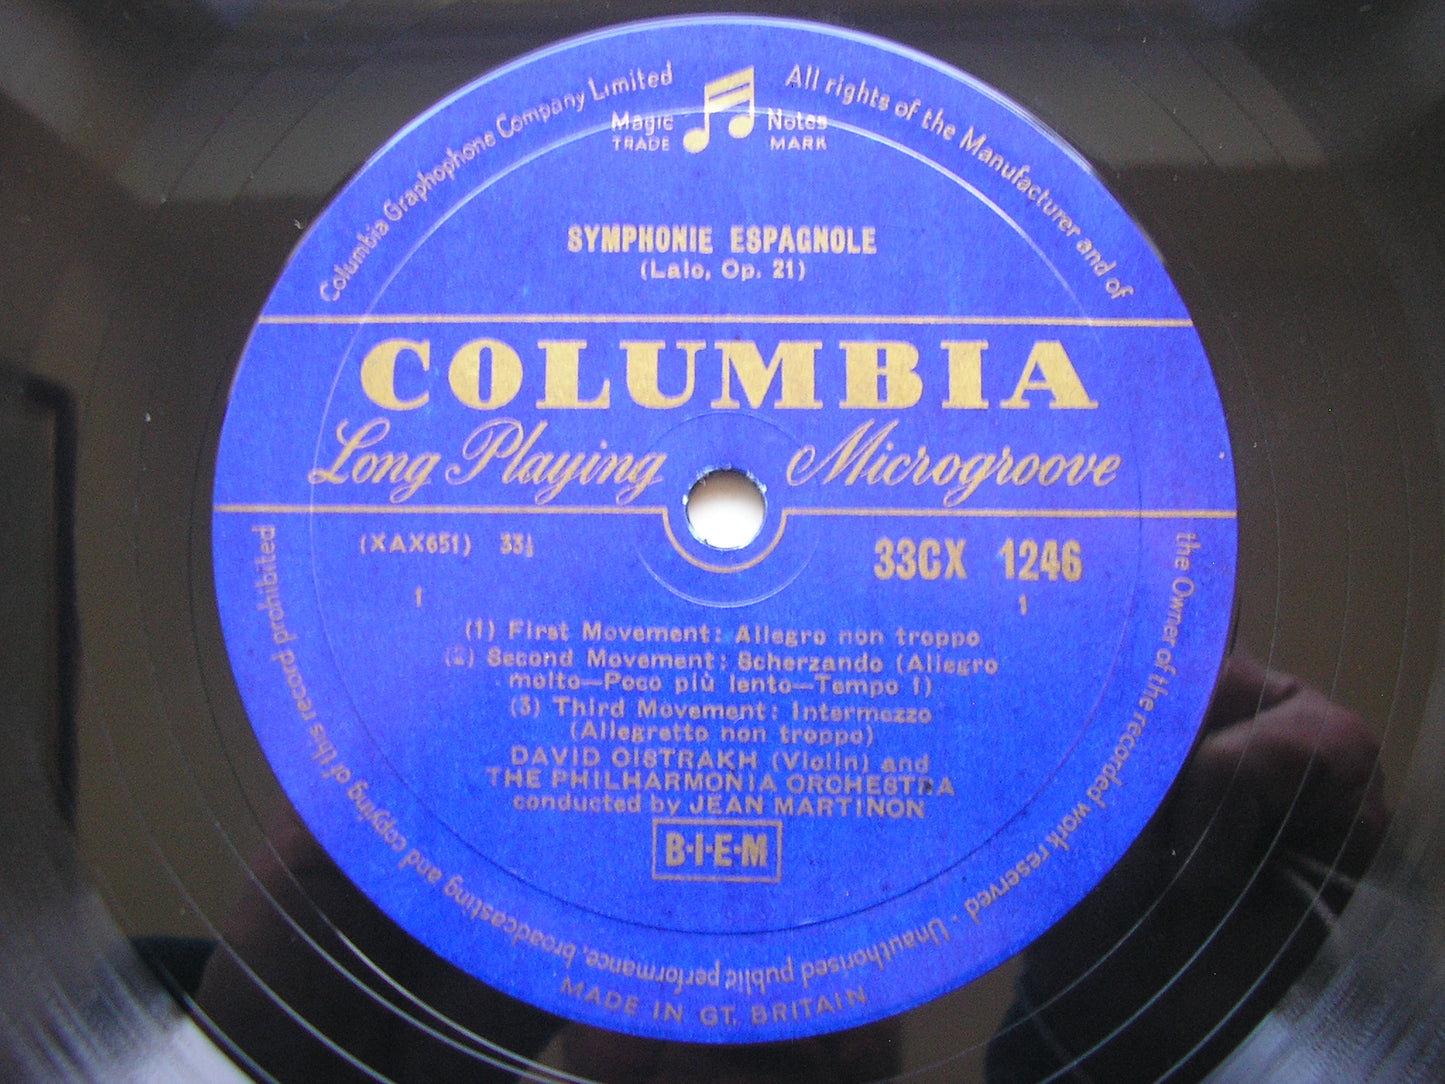 Columbia Graphophone Company Limited
All rights of the Manufacturer and of
the Owner of the recorded work reserved · Unauthorised public performance, broadcasting and copying of this record prohibited
Magic Notes
TRADE MARK
SYMPHONIE ESPAGNOLE
(Lalo, Op. 21)
COLUMBIA
Long Playing Microgroove
(XAX651) 33⅓ 33CX 1246
1 1
(1) First Movement: Allegro non troppo
(2) Second Movement: Scherzando (Allegro
molto—Poco più lento—Tempo I)
(3) Third Movement: Intermezzo
(Allegretto non troppo)
DAVID OISTRAKH (Violin) and
THE PHILHARMONIA ORCHESTRA
conducted by JEAN MARTINON
B·I·E·M
MADE IN GT. BRITAIN